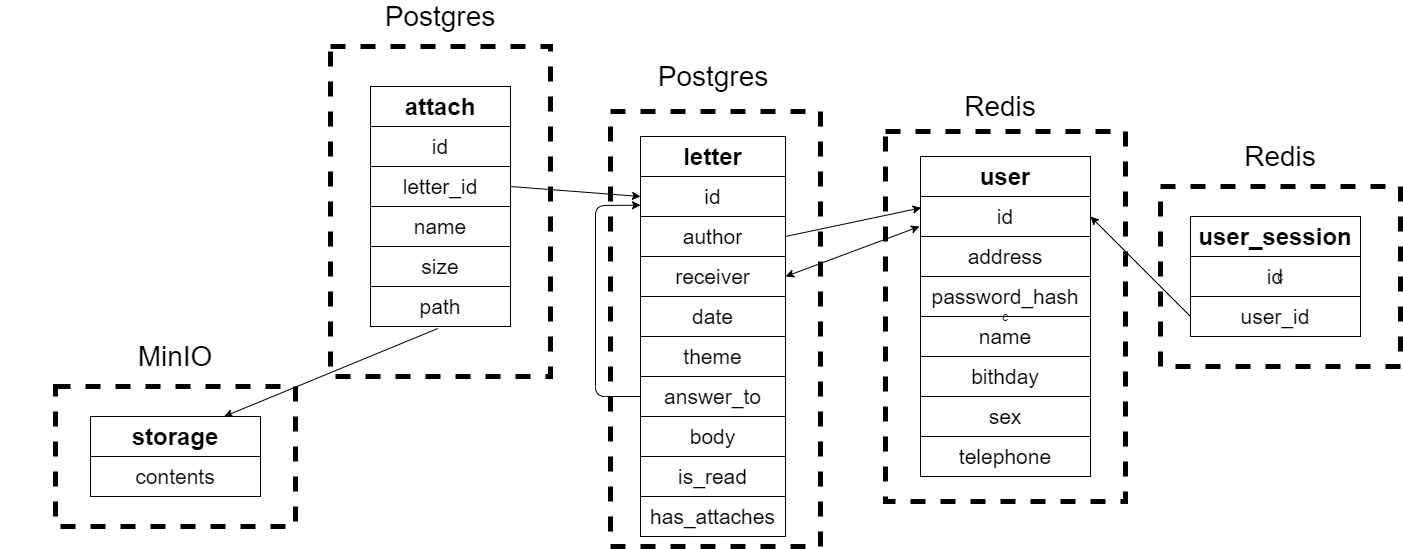 Postgres
attach
id
letter_id
name
size
path
MinIO
storage
contents
Postgres
letter
id
author
receiver
date
theme
answer_to
body
is_read
has_attaches
Redis
user
id
address
password_hash
c
name
bithday
sex
telephone
Redis
user_session
id
c
user_id